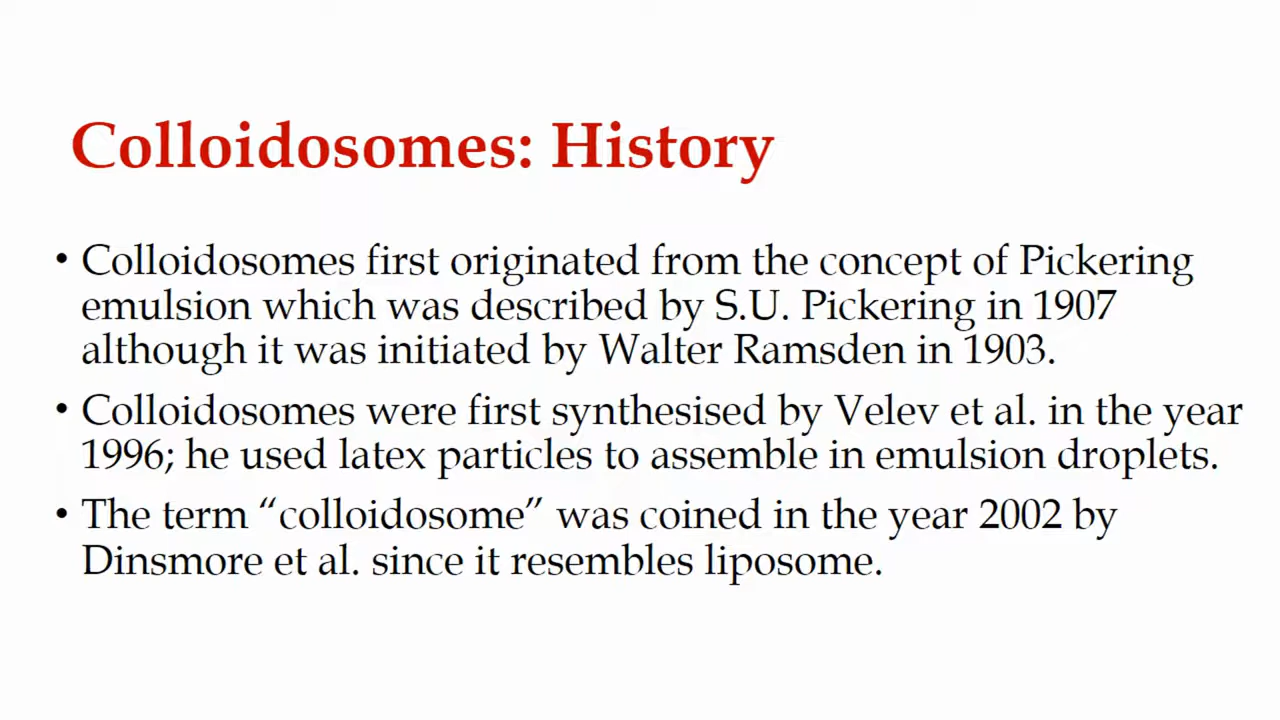 Colloidosomes: History
• Colloidosomes first originated from the concept of Pickering
emulsion which was described by S.U. Pickering in 1907
although it was initiated by Walter Ramsden in 1903.
• Colloidosomes were first synthesised by Velev et al. in the year
1996; he used latex particles to assemble in emulsion droplets.
• The term “colloidosome” was coined in the year 2002 by
Dinsmore et al. since it resembles liposome.